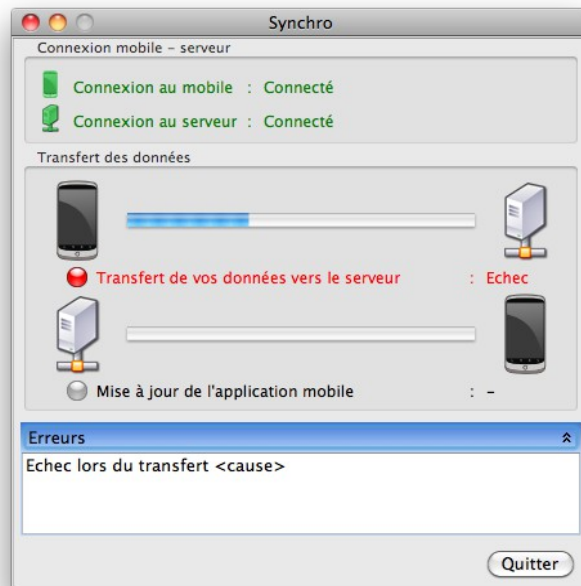 Synchro
Connexion mobile - serveur
Connexion au mobile : Connecté
Connexion au serveur : Connecté
Transfert des données
Transfert de vos données vers le serveur : Echec
Mise à jour de l'application mobile : -
Erreurs
Echec lors du transfert <cause>
Quitter